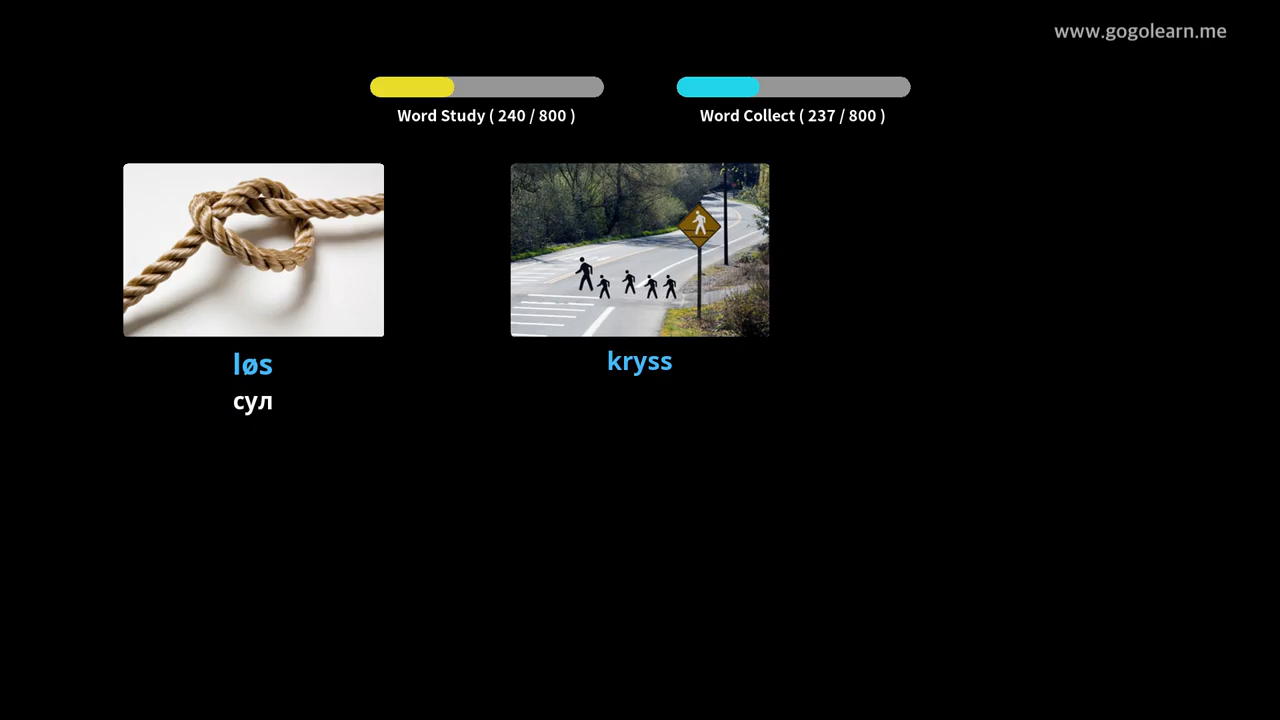 www.gogolearn.me
Word Study ( 240 / 800 )
Word Collect ( 237 / 800 )
løs
сул
kryss